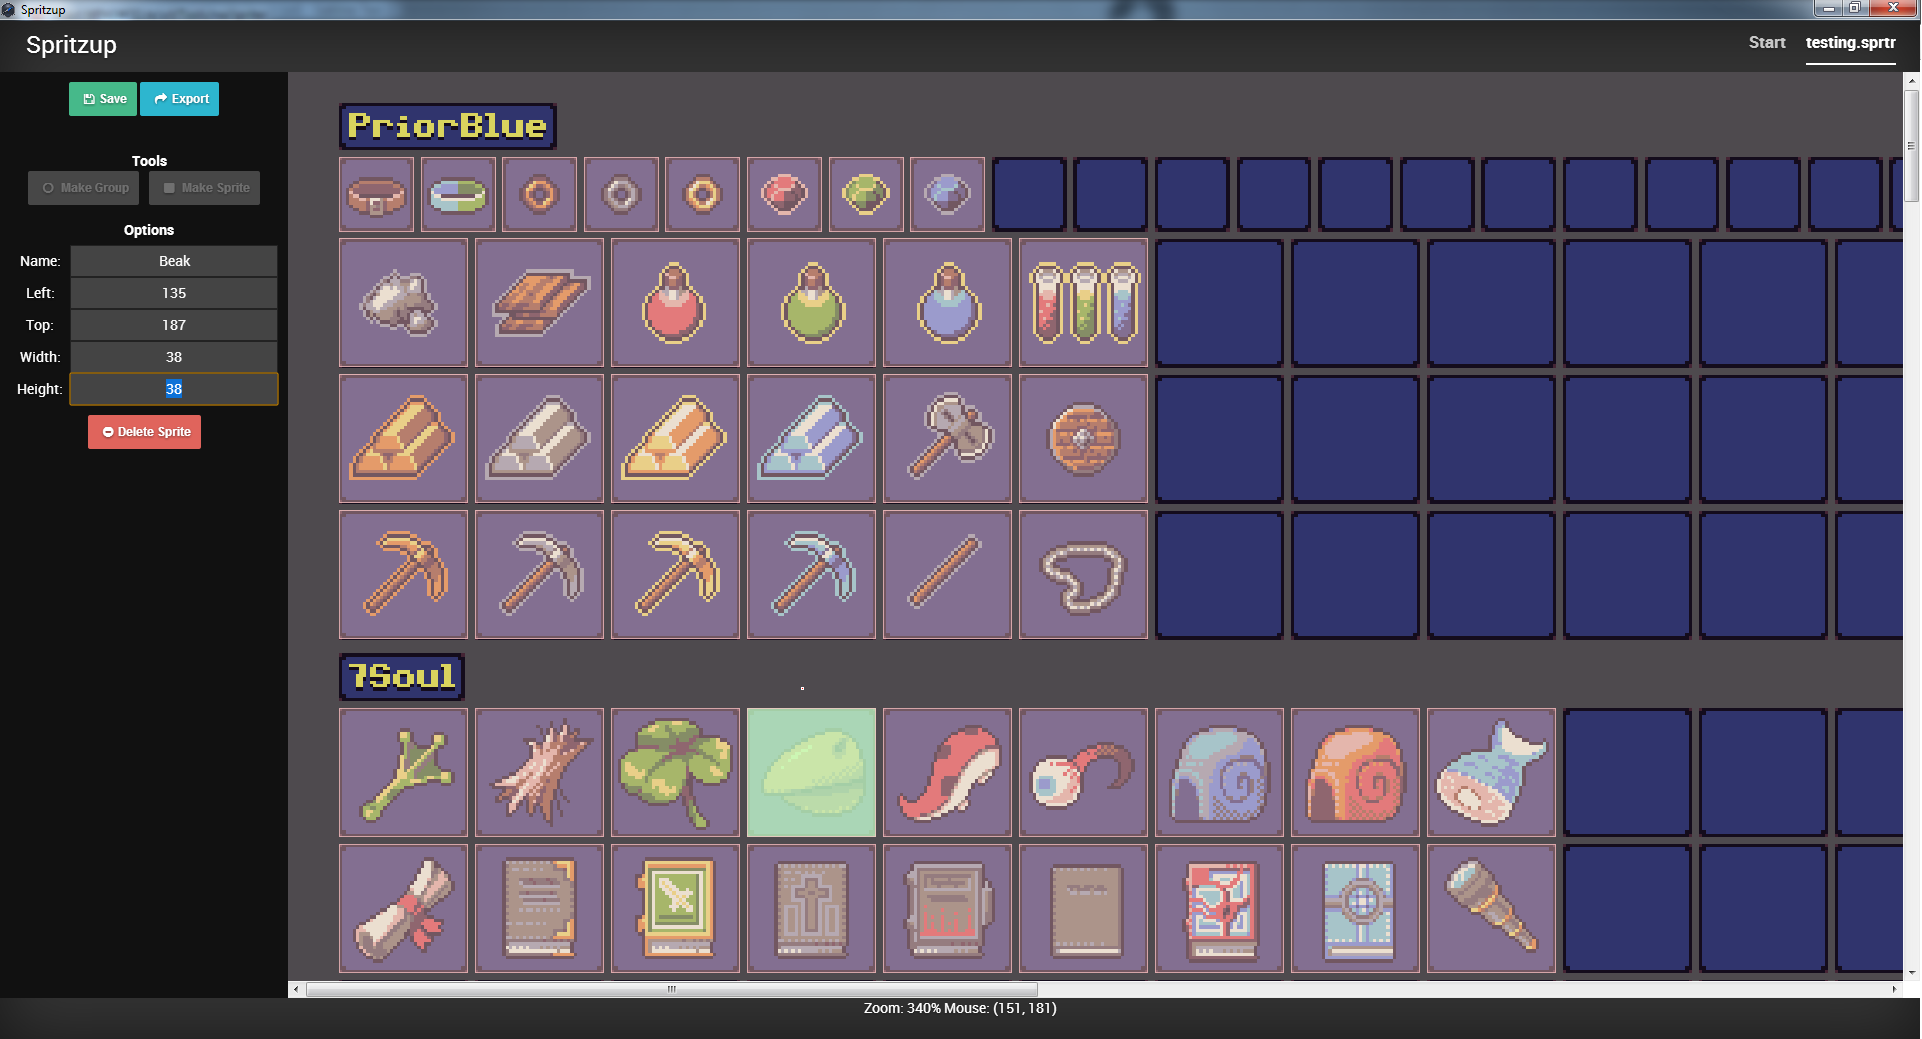 Spritzup
Spritzup
Start testing.sprtr
Save Export
Tools
Make Group Make Sprite
Options
Name: Beak
Left: 135
Top: 187
Width: 38
Height: 38
Delete Sprite
PriorBlue
7Soul
Zoom: 340% Mouse: (151, 181)